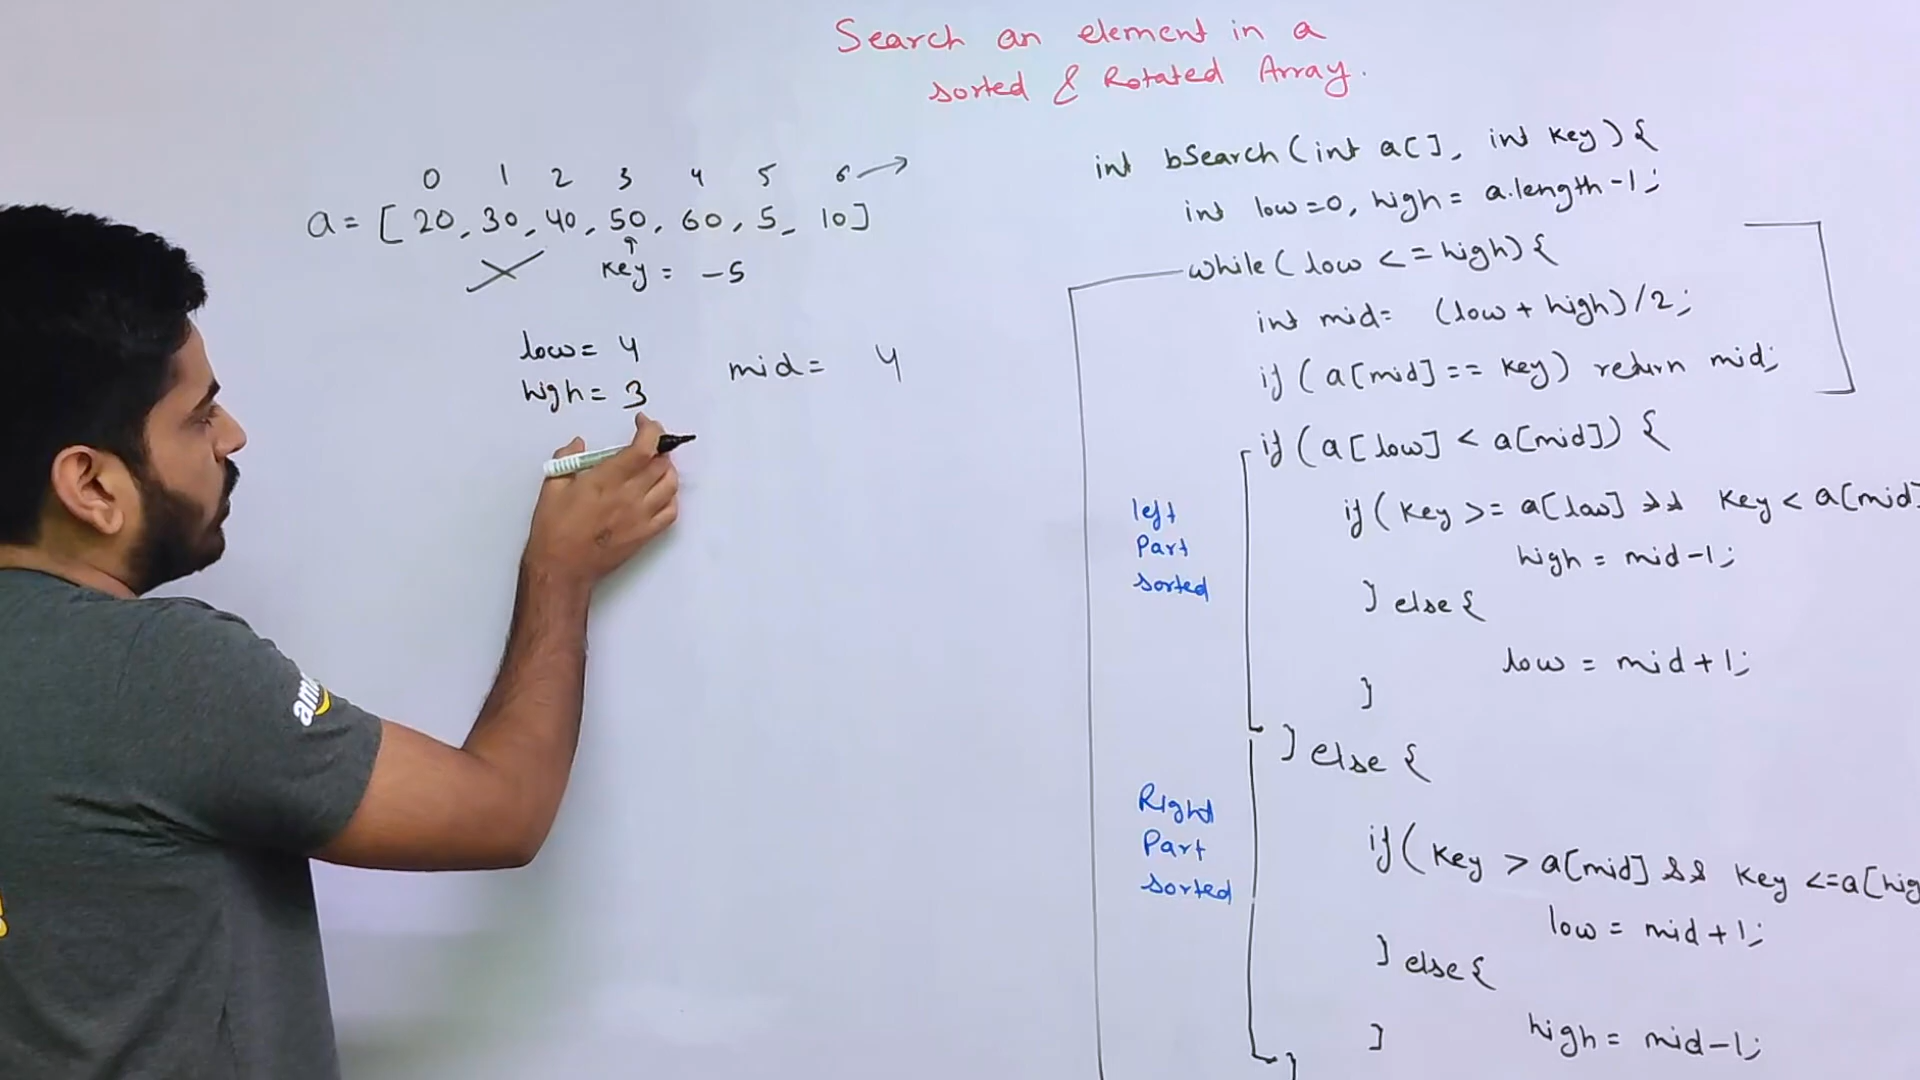 Search an element in a
sorted & Rotated Array.
0 1 2 3 4 5 6
a = [ 20, 30, 40, 50, 60, 5, 10]
key = -5
low = 4
high = 3
mid = 4
int bSearch(int a[], int key) {
int low=0, high = a.length-1;
while( low <= high) {
int mid = (low + high)/2;
if ( a[mid] == key) return mid;
if ( a[low] < a[mid]) {
if ( key >= a[low] && key < a[mid]
high = mid-1;
} else {
low = mid+1;
}
} else {
if ( key > a[mid] && key <= a[hig
low = mid+1;
} else {
high = mid-1;
}
}
left
Part
sorted
Right
Part
sorted